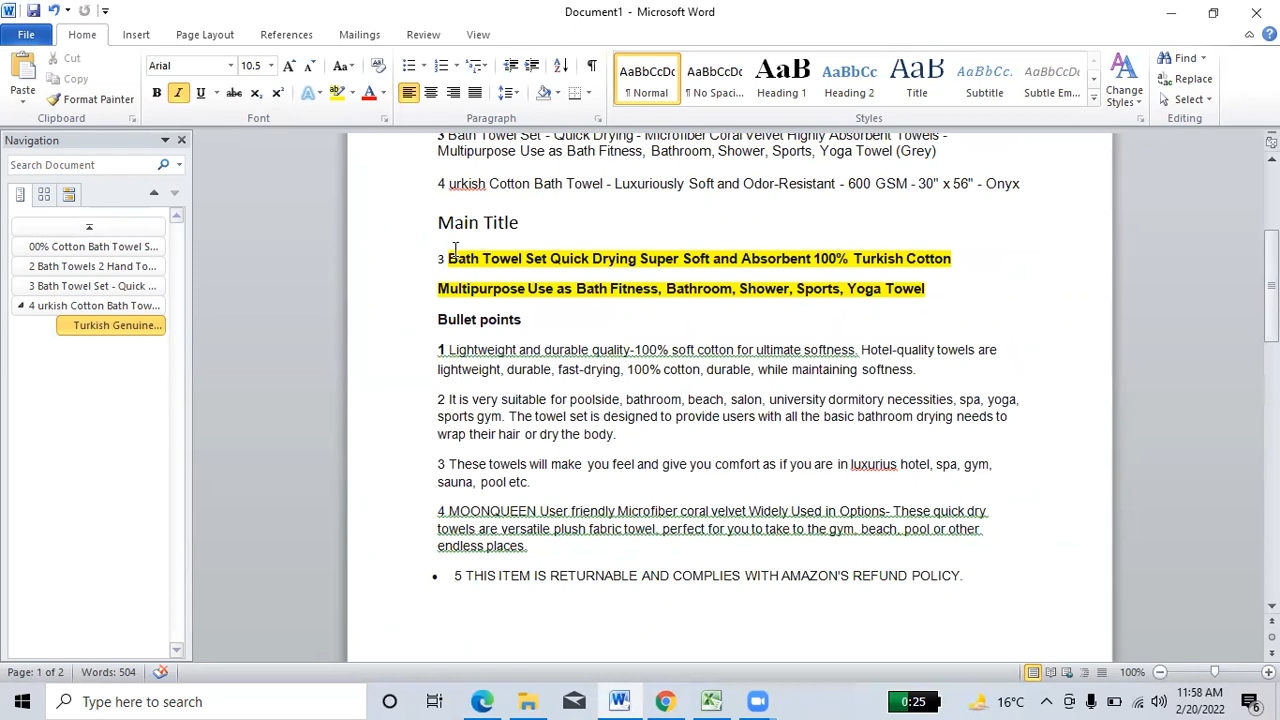 Document1 - Microsoft Word
File Home Insert Page Layout References Mailings Review View
Paste
Cut
Copy
Format Painter
Clipboard
Arial 10.5
Font
Paragraph
AaBbCcDc AaBbCcDc AaB AaBbCc AaB AaBbCc. AaBbCcDc
¶ Normal ¶ No Spaci... Heading 1 Heading 2 Title Subtitle Subtle Em...
Styles
Change
Styles
Find
Replace
Select
Editing
Navigation
Search Document
00% Cotton Bath Towel S...
2 Bath Towels 2 Hand To...
3 Bath Towel Set - Quick ...
4 urkish Cotton Bath Tow...
Turkish Genuine...
3 Bath Towel Set - Quick Drying - Microfiber Coral Velvet Highly Absorbent Towels -
Multipurpose Use as Bath Fitness, Bathroom, Shower, Sports, Yoga Towel (Grey)
4 urkish Cotton Bath Towel - Luxuriously Soft and Odor-Resistant - 600 GSM - 30" x 56" - Onyx
Main Title
3 Bath Towel Set Quick Drying Super Soft and Absorbent 100% Turkish Cotton
Multipurpose Use as Bath Fitness, Bathroom, Shower, Sports, Yoga Towel
Bullet points
1 Lightweight and durable quality-100% soft cotton for ultimate softness. Hotel-quality towels are
lightweight, durable, fast-drying, 100% cotton, durable, while maintaining softness.
2 It is very suitable for poolside, bathroom, beach, salon, university dormitory necessities, spa, yoga,
sports gym. The towel set is designed to provide users with all the basic bathroom drying needs to
wrap their hair or dry the body.
3 These towels will make you feel and give you comfort as if you are in luxurius hotel, spa, gym,
sauna, pool etc.
4 MOONQUEEN User friendly Microfiber coral velvet Widely Used in Options- These quick dry
towels are versatile plush fabric towel, perfect for you to take to the gym, beach, pool or other
endless places.
• 5 THIS ITEM IS RETURNABLE AND COMPLIES WITH AMAZON'S REFUND POLICY.
Page: 1 of 2 Words: 504 100%
Type here to search
0:25
16°C
11:58 AM
2/20/2022
6